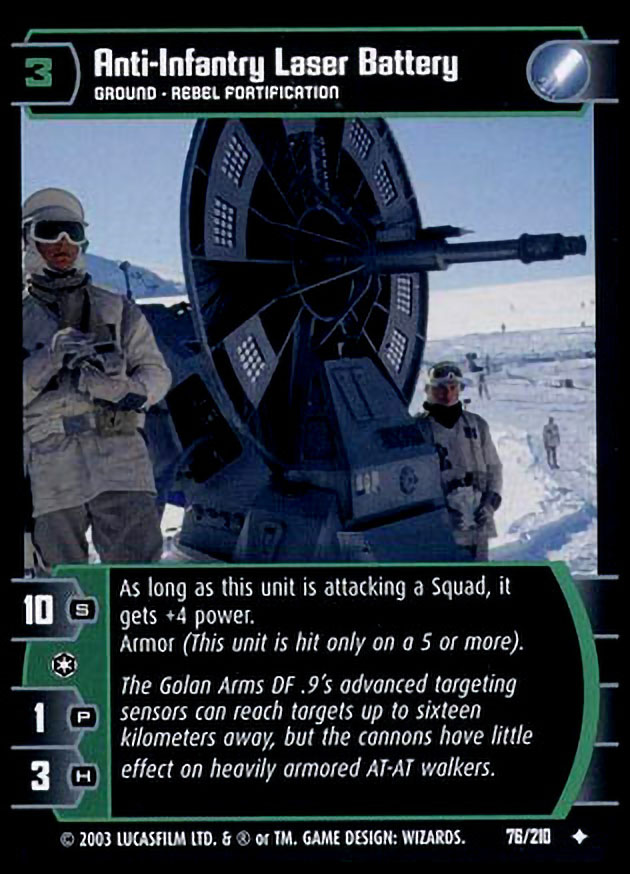 3
Anti-Infantry Laser Battery
GROUND · REBEL FORTIFICATION
10 S
1 P
3 H
As long as this unit is attacking a Squad, it
gets +4 power.
Armor (This unit is hit only on a 5 or more).
The Golan Arms DF .9's advanced targeting
sensors can reach targets up to sixteen
kilometers away, but the cannons have little
effect on heavily armored AT-AT walkers.
© 2003 LUCASFILM LTD. & ® or TM. GAME DESIGN: WIZARDS. 76/210